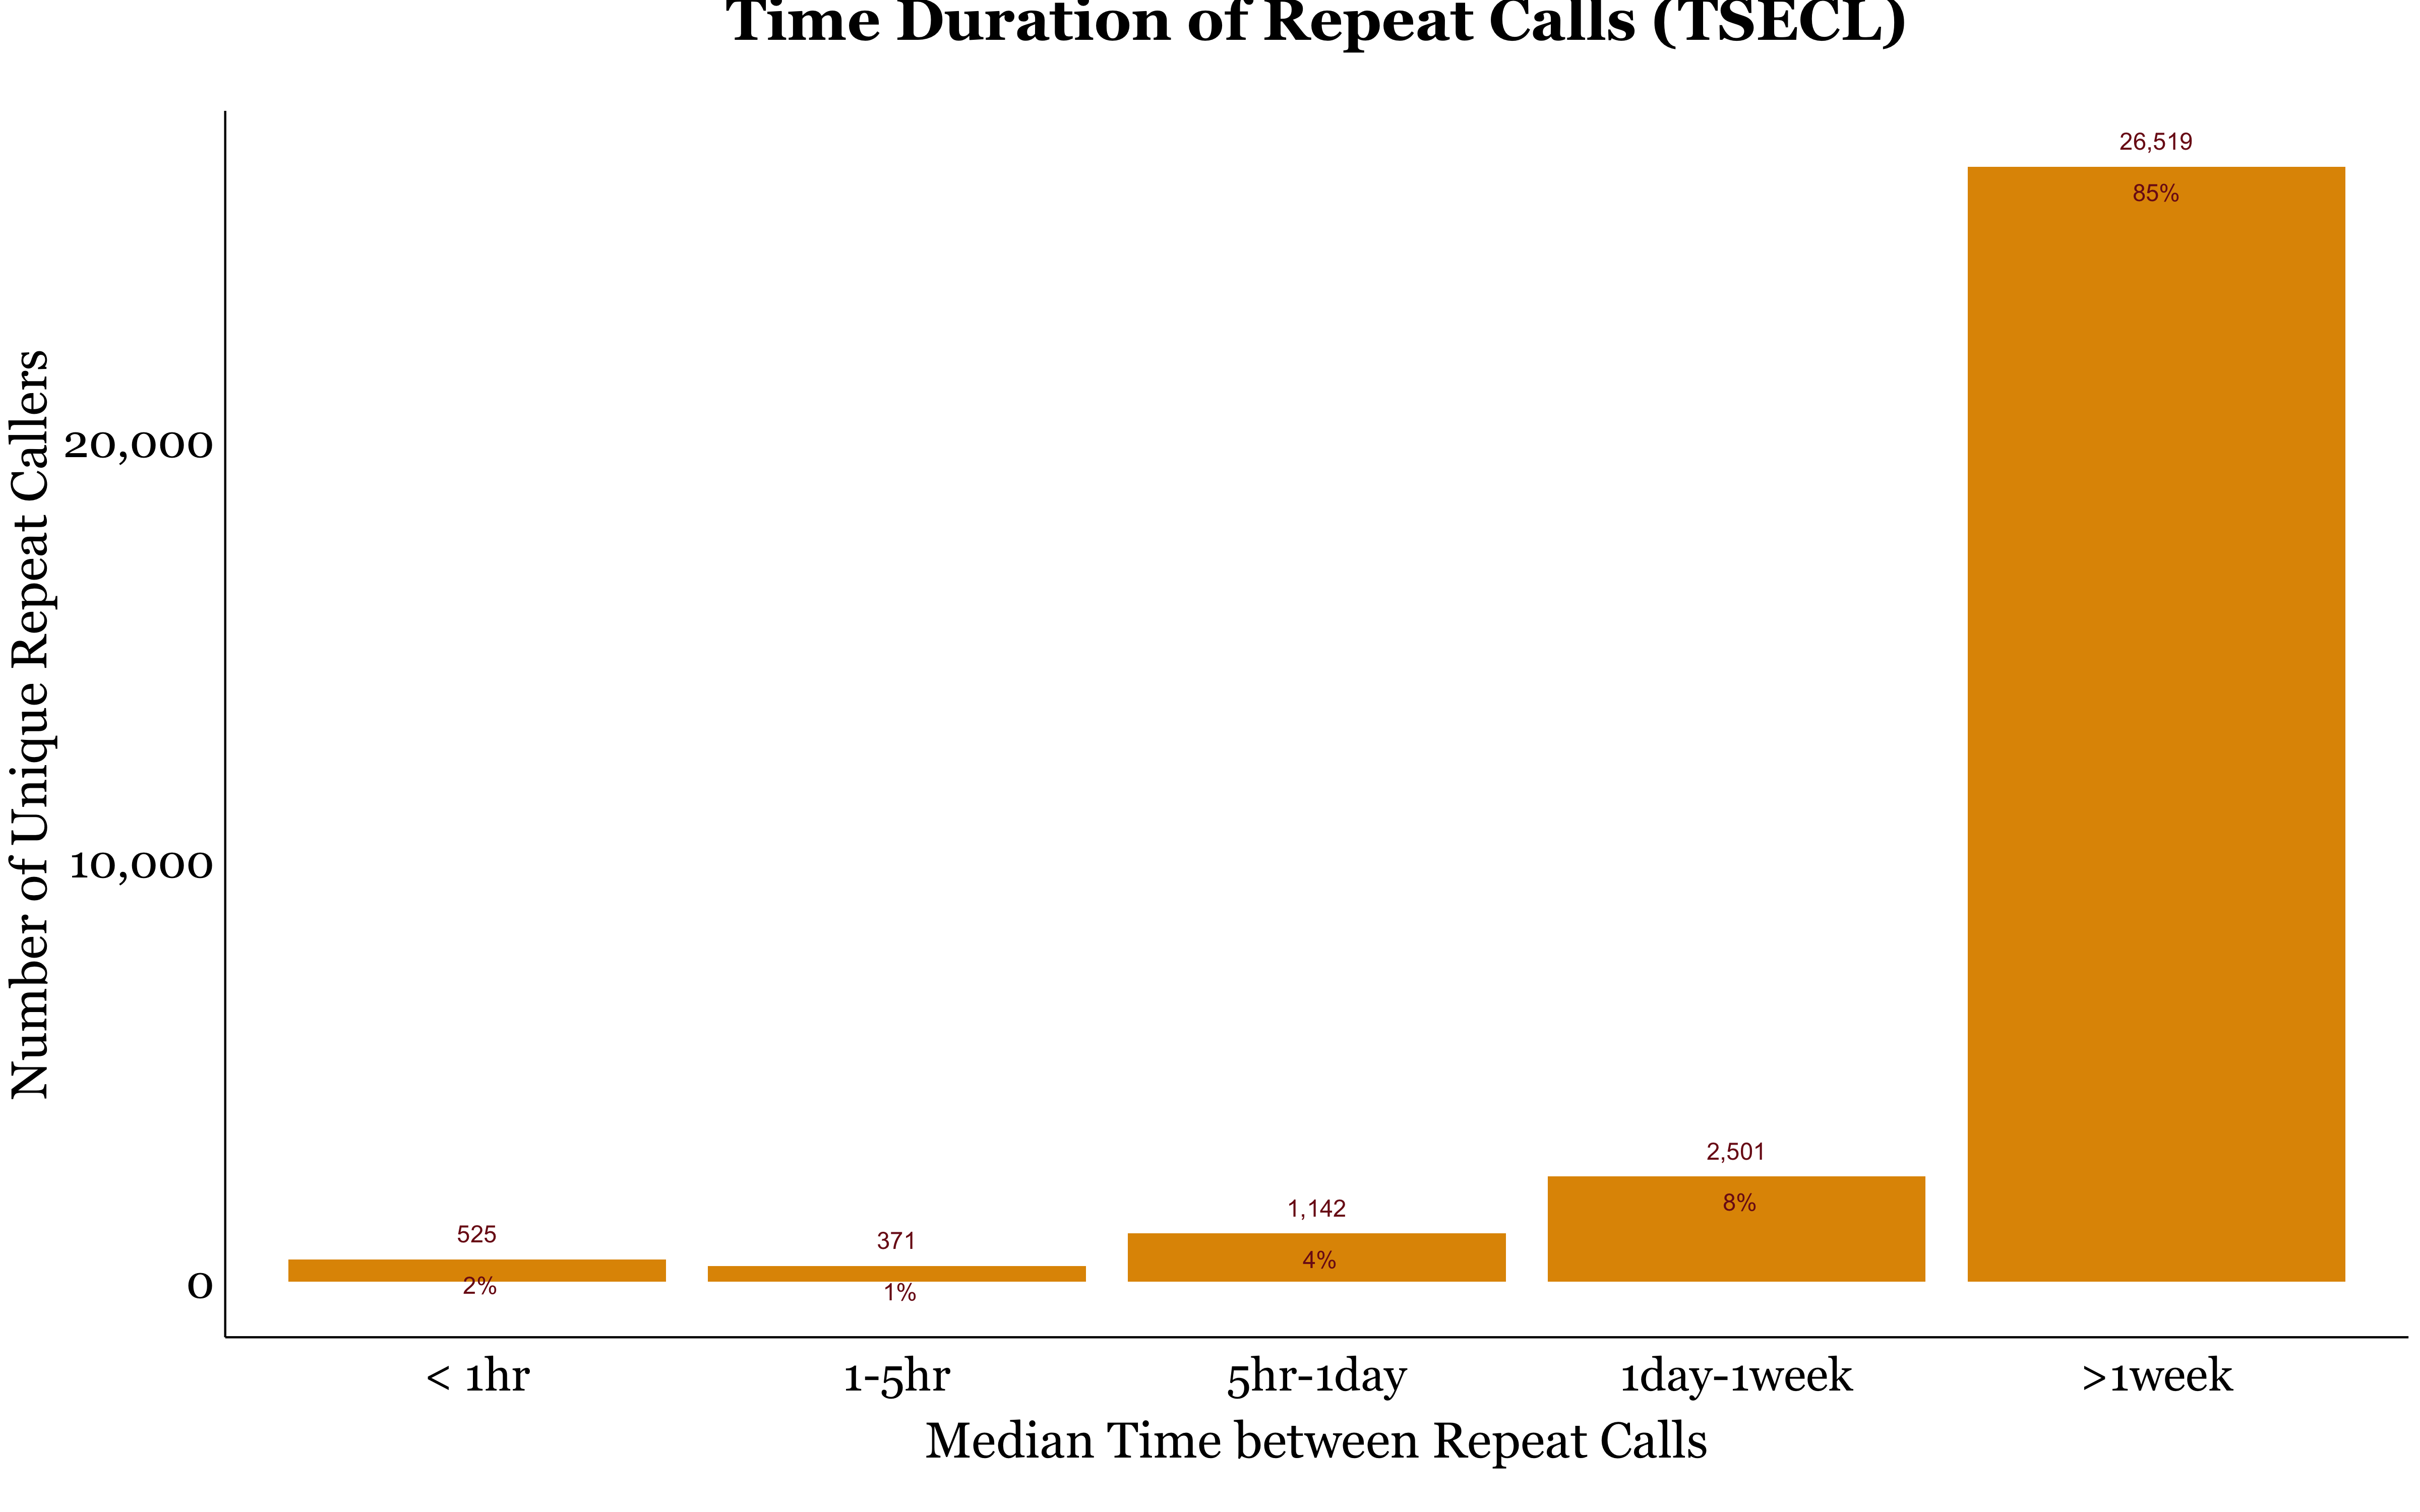 Time Duration of Repeat Calls (TSECL)
Number of Unique Repeat Callers
20,000
10,000
0
26,519
85%
2,501
8%
1,142
4%
525
2%
371
1%
< 1hr
1-5hr
5hr-1day
1day-1week
>1week
Median Time between Repeat Calls